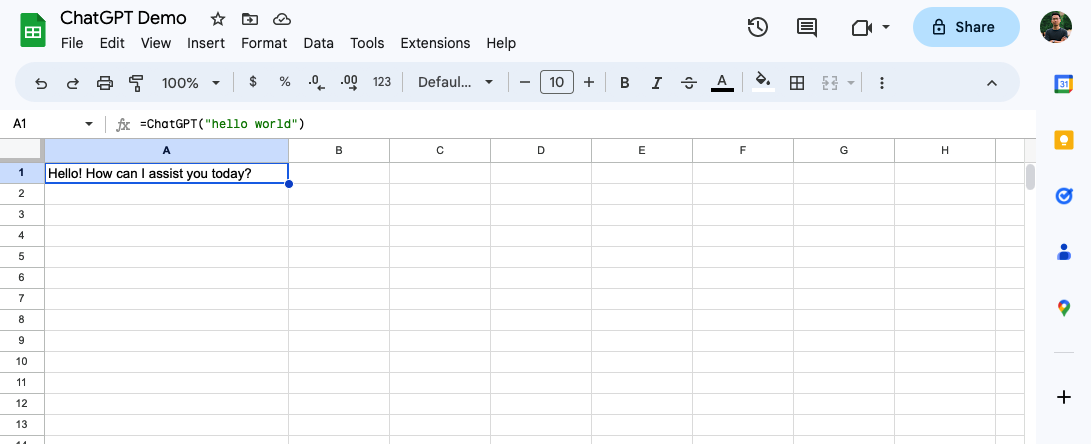 ChatGPT Demo
File Edit View Insert Format Data Tools Extensions Help
Share
100% $ % .0 .00 123 Defaul... - 10 + B I S A
31
A1 fx =ChatGPT("hello world")
A B C D E F G H
1 Hello! How can I assist you today?
2
3
4
5
6
7
8
9
10
11
12
13